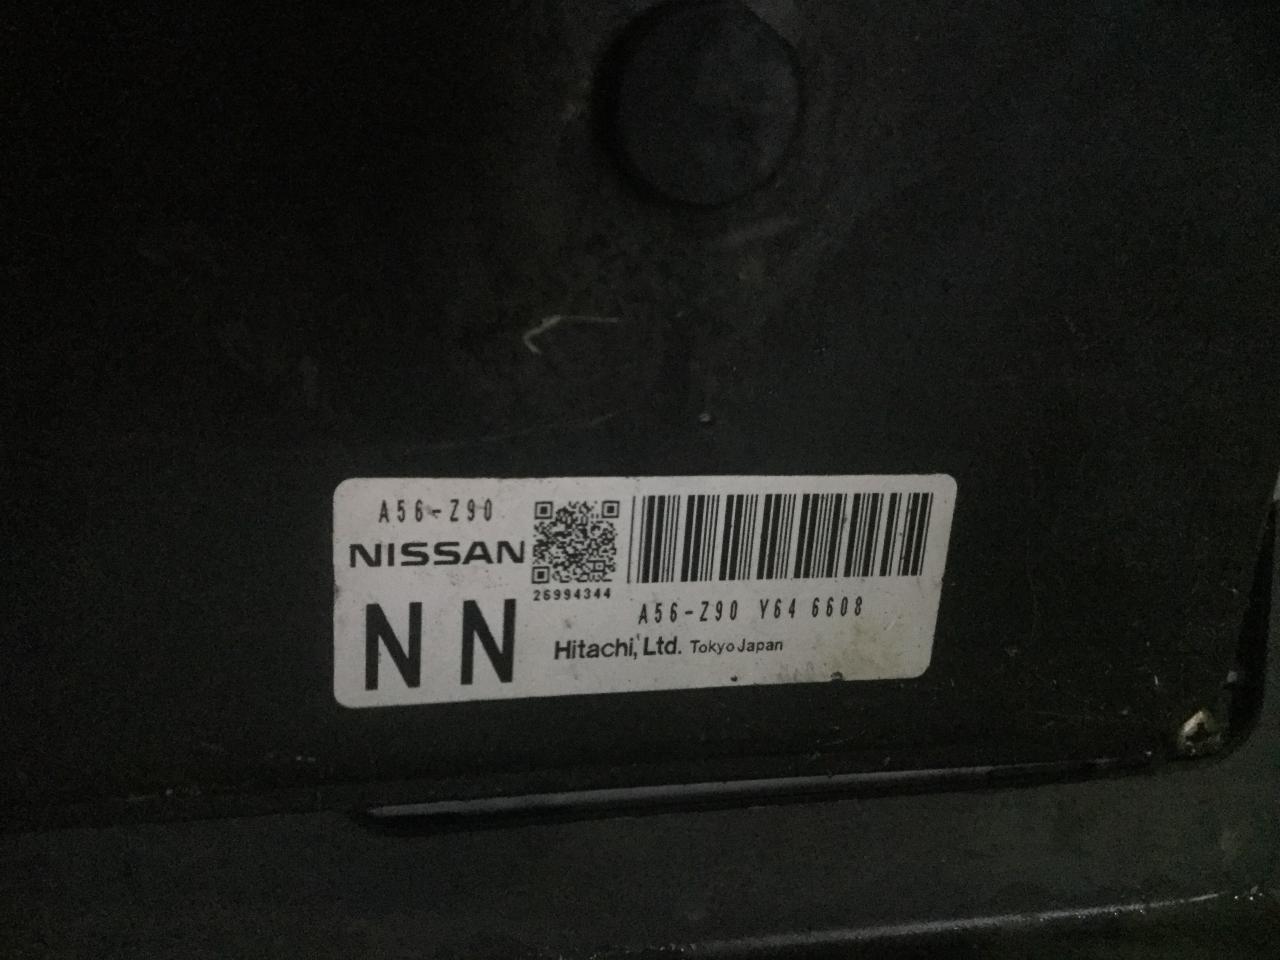 A56-Z90
NISSAN
NN
26994344
A56-Z90 Y64 6608
Hitachi, Ltd. Tokyo Japan